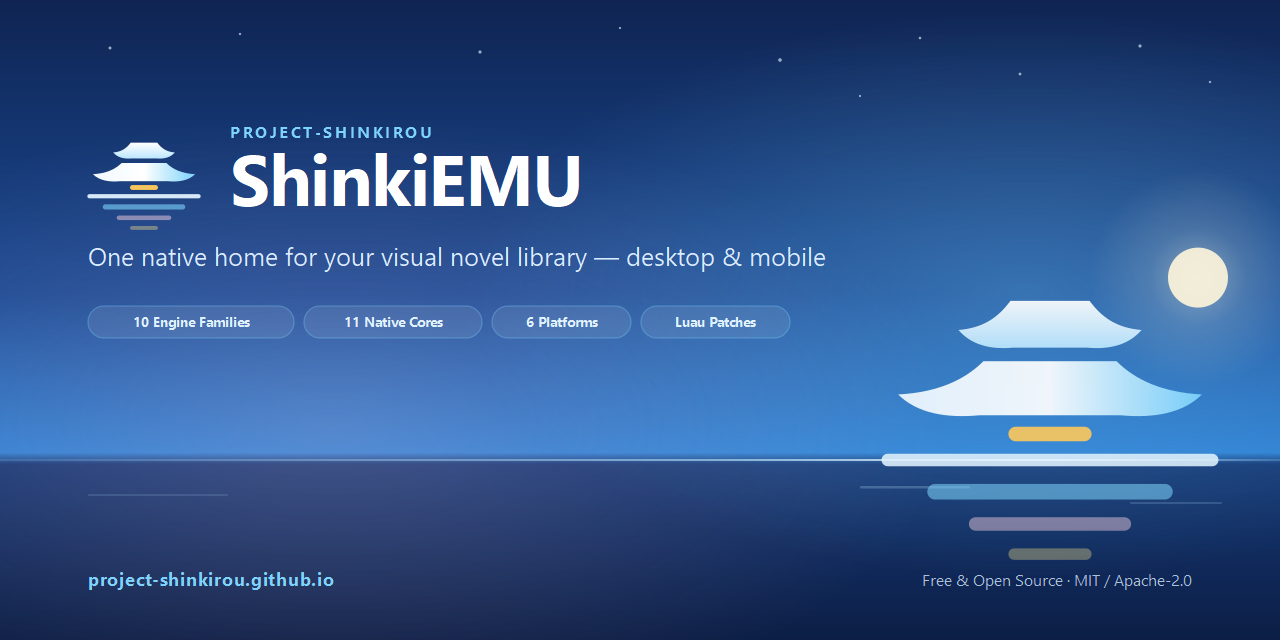 PROJECT-SHINKIROU
ShinkiEMU
One native home for your visual novel library — desktop & mobile
10 Engine Families
11 Native Cores
6 Platforms
Luau Patches
project-shinkirou.github.io
Free & Open Source · MIT / Apache-2.0